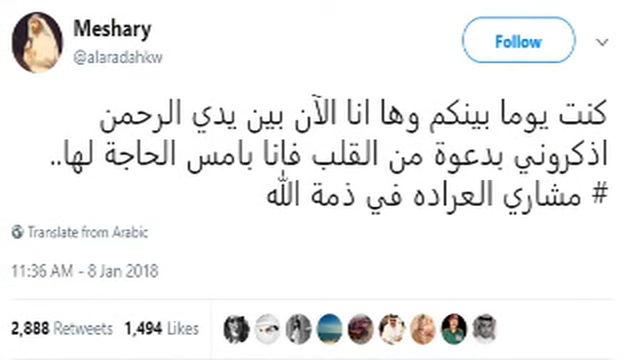 Meshary
@alaradahkw
Follow
كنت يوما بينكم وها انا الآن بين يدي الرحمن
اذكروني بدعوة من القلب فانا بامس الحاجة لها..
# مشاري العراده في ذمة الله
Translate from Arabic
11:36 AM - 8 Jan 2018
2,888 Retweets 1,494 Likes